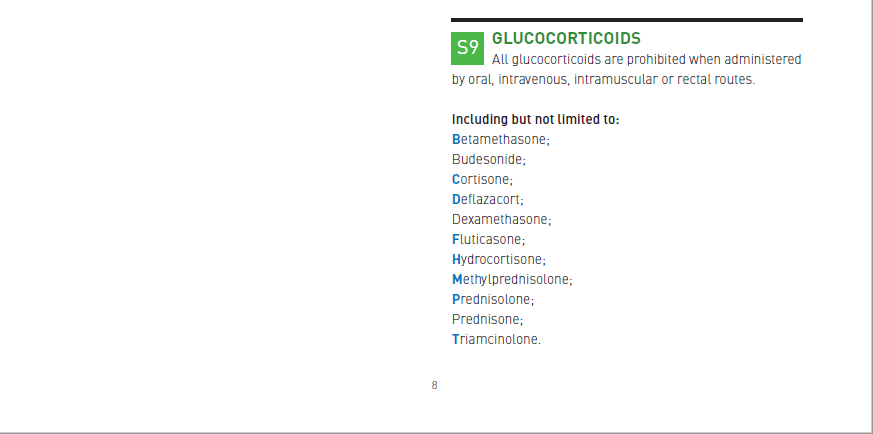 S9 GLUCOCORTICOIDS
All glucocorticoids are prohibited when administered
by oral, intravenous, intramuscular or rectal routes.
Including but not limited to:
Betamethasone;
Budesonide;
Cortisone;
Deflazacort;
Dexamethasone;
Fluticasone;
Hydrocortisone;
Methylprednisolone;
Prednisolone;
Prednisone;
Triamcinolone.
8